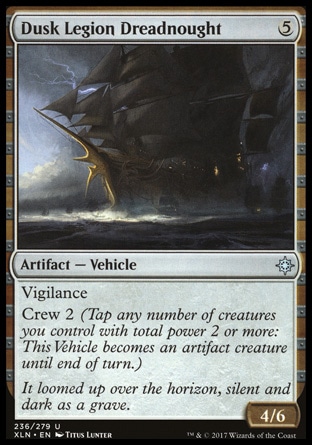 Dusk Legion Dreadnought 5
Artifact — Vehicle
Vigilance
Crew 2 (Tap any number of creatures
you control with total power 2 or more:
This Vehicle becomes an artifact creature
until end of turn.)
It loomed up over the horizon, silent and
dark as a grave.
4/6
236/279 U
XLN • EN Titus Lunter
™ & © 2017 Wizards of the Coast